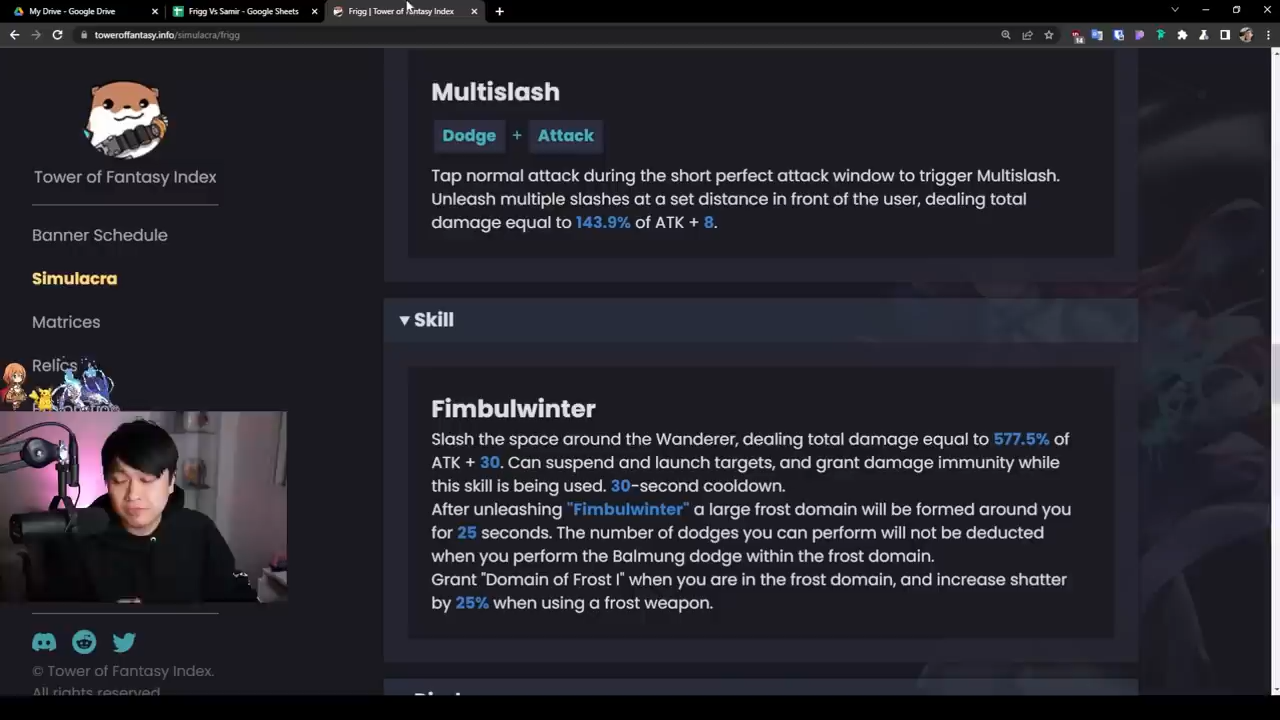 My Drive - Google Drive
Frigg Vs Samir - Google Sheets
Frigg | Tower of Fantasy Index
toweroffantasy.info/simulacra/frigg
14
Tower of Fantasy Index
Banner Schedule
Simulacra
Matrices
Relics
© Tower of Fantasy Index.
All rights reserved
Multislash
Dodge + Attack
Tap normal attack during the short perfect attack window to trigger Multislash.
Unleash multiple slashes at a set distance in front of the user, dealing total
damage equal to 143.9% of ATK + 8.
Skill
Fimbulwinter
Slash the space around the Wanderer, dealing total damage equal to 577.5% of
ATK + 30. Can suspend and launch targets, and grant damage immunity while
this skill is being used. 30-second cooldown.
After unleashing "Fimbulwinter" a large frost domain will be formed around you
for 25 seconds. The number of dodges you can perform will not be deducted
when you perform the Balmung dodge within the frost domain.
Grant "Domain of Frost I" when you are in the frost domain, and increase shatter
by 25% when using a frost weapon.